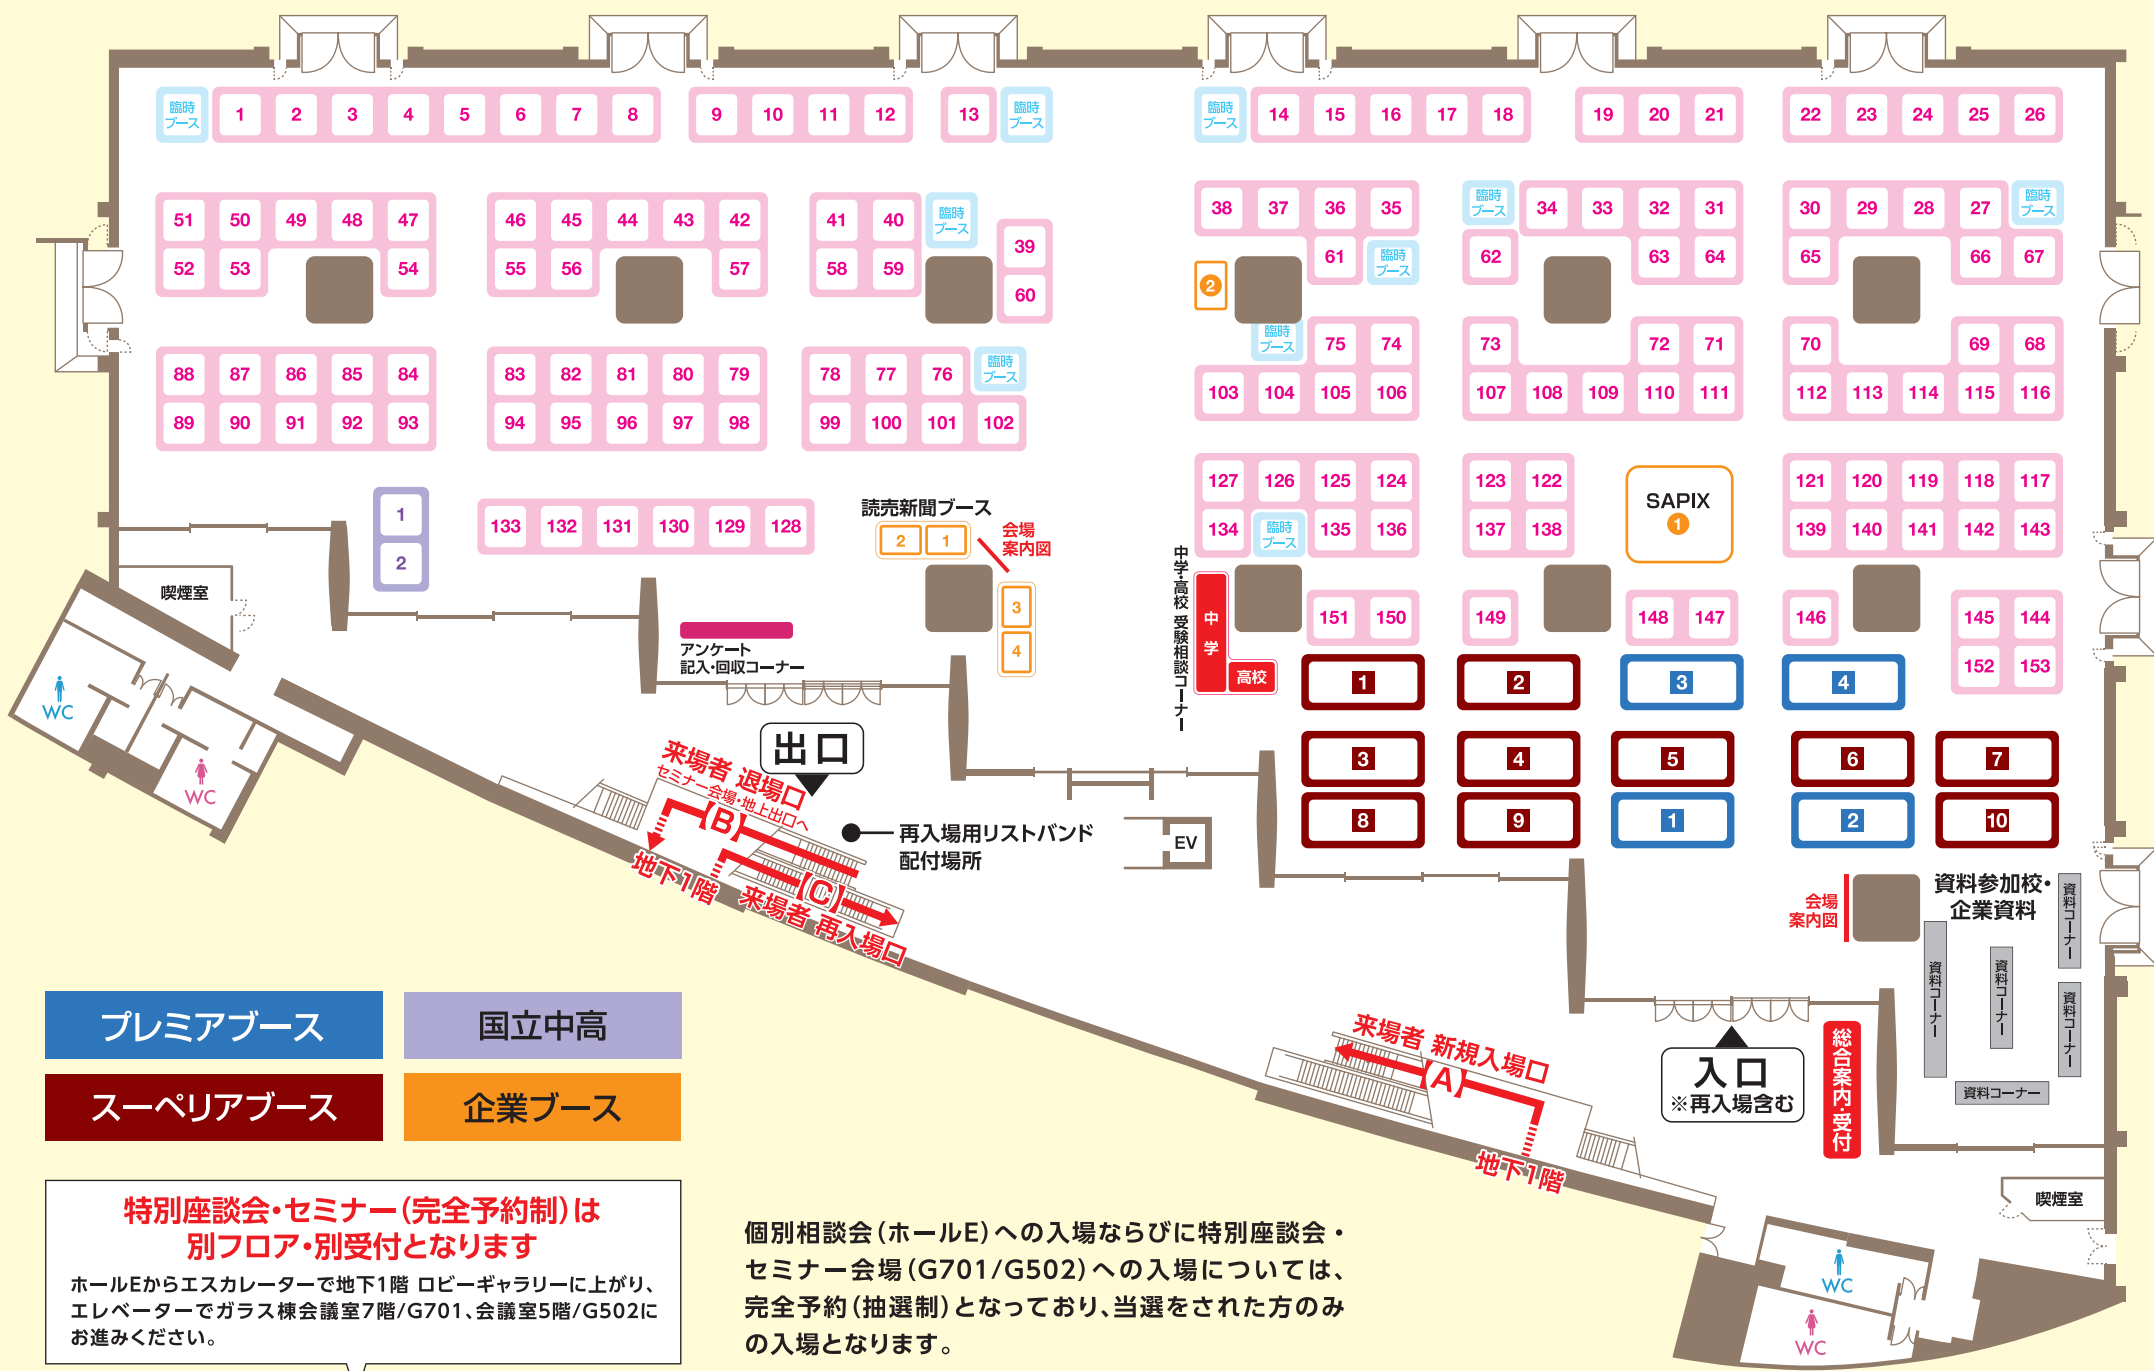 臨時
ブース
1 2 3 4 5 6 7 8
9 10 11 12
13
臨時
ブース
臨時
ブース
14 15 16 17 18
19 20 21
22 23 24 25 26
51 50 49 48 47
52 53 54
46 45 44 43 42
55 56 57
41 40
58 59
臨時
ブース
39
60
38 37 36 35
61
臨時
ブース
2
臨時
ブース
34 33 32 31
62 63 64
30 29 28 27
臨時
ブース
65 66 67
88 87 86 85 84
89 90 91 92 93
83 82 81 80 79
94 95 96 97 98
78 77 76
臨時
ブース
99 100 101 102
臨時
ブース
75 74
103 104 105 106
73 72 71
107 108 109 110 111
70 69 68
112 113 114 115 116
1
2
133 132 131 130 129 128
読売新聞ブース
2 1
会場
案内図
3
4
127 126 125 124
134
臨時
ブース
135 136
123 122
137 138
SAPIX
1
121 120 119 118 117
139 140 141 142 143
中学・高校 受験相談コーナー
中学
高校
151 150
149
148 147
146
145 144
152 153
1 2 3 4
3 4 5 6 7
8 9 1 2 10
喫煙室
WC
WC
アンケート
記入・回収コーナー
出口
来場者 退場口
セミナー会場・地上出口へ
(B)
地下1階
(C)
来場者 再入場口
再入場用リストバンド
配付場所
EV
会場
案内図
資料参加校・
企業資料
資料コーナー
資料コーナー
資料コーナー
資料コーナー
資料コーナー
来場者 新規入場口
(A)
地下1階
入口
※再入場含む
総合案内・受付
喫煙室
WC
WC
プレミアブース
国立中高
スーペリアブース
企業ブース
特別座談会・セミナー(完全予約制)は
別フロア・別受付となります
ホールEからエスカレーターで地下1階 ロビーギャラリーに上がり、
エレベーターでガラス棟会議室7階/G701、会議室5階/G502に
お進みください。
個別相談会(ホールE)への入場ならびに特別座談会・
セミナー会場(G701/G502)への入場については、
完全予約(抽選制)となっており、当選をされた方のみ
の入場となります。